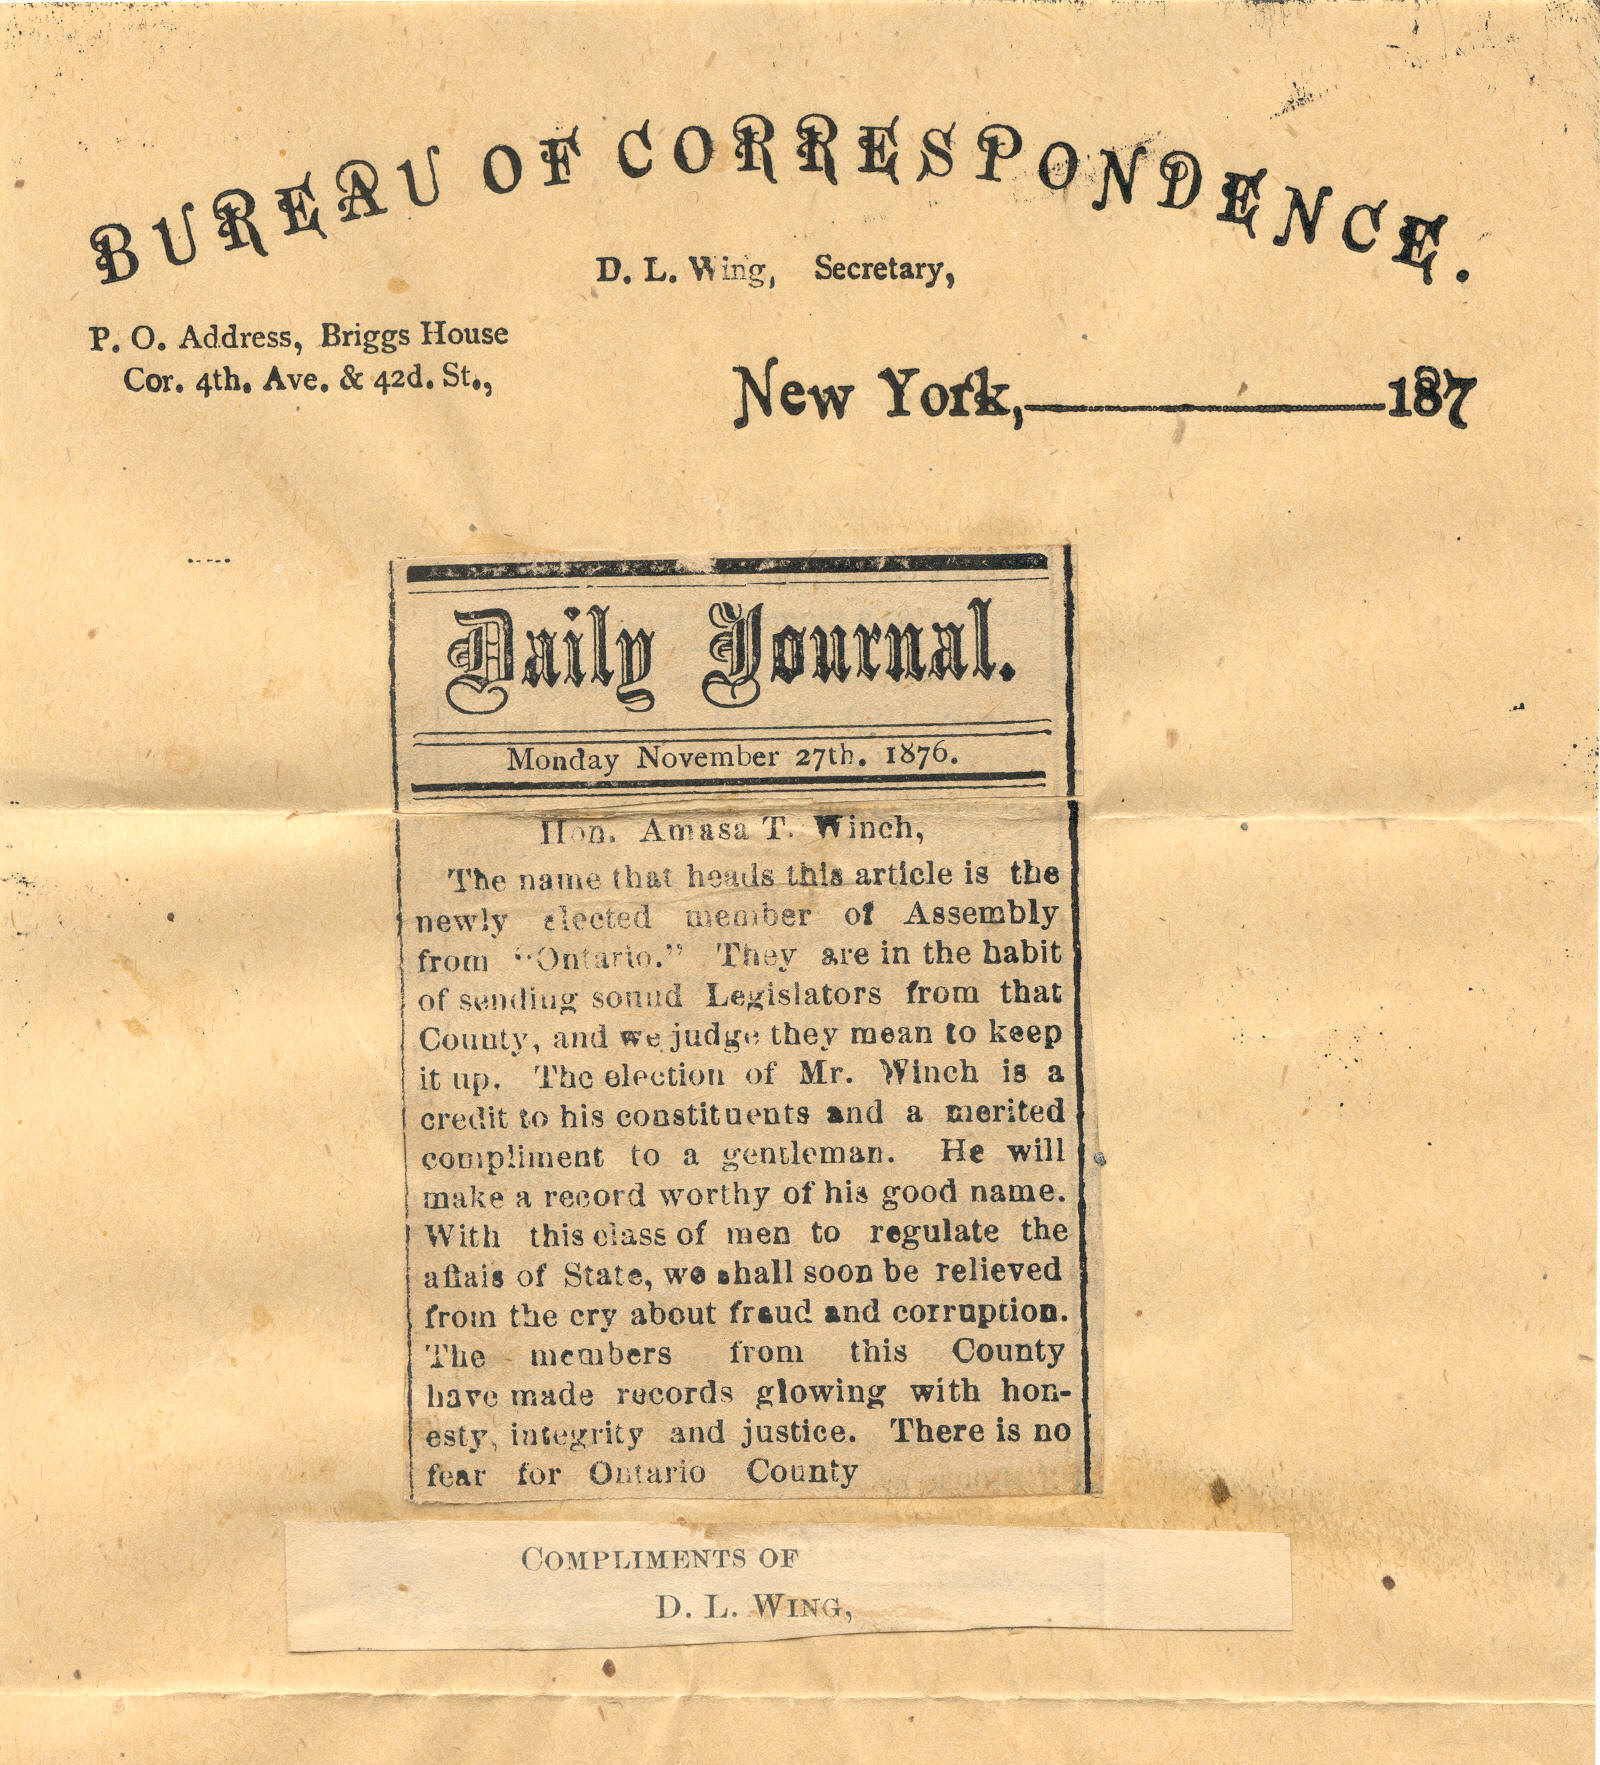 BUREAU OF CORRESPONDENCE.
D. L. Wing, Secretary,
P. O. Address, Briggs House
Cor. 4th. Ave. & 42d. St.,
New York,————187
Daily Journal.
Monday November 27th. 1876.
Hon. Amasa T. Winch,
The name that heads this article is the
newly elected member of Assembly
from “Ontario.” They are in the habit
of sending sound Legislators from that
County, and we judge they mean to keep
it up. The election of Mr. Winch is a
credit to his constituents and a merited
compliment to a gentleman. He will
make a record worthy of his good name.
With this class of men to regulate the
affais of State, we shall soon be relieved
from the cry about fraud and corruption.
The members from this County
have made records glowing with hon-
esty, integrity and justice. There is no
fear for Ontario County
COMPLIMENTS OF
D. L. WING,